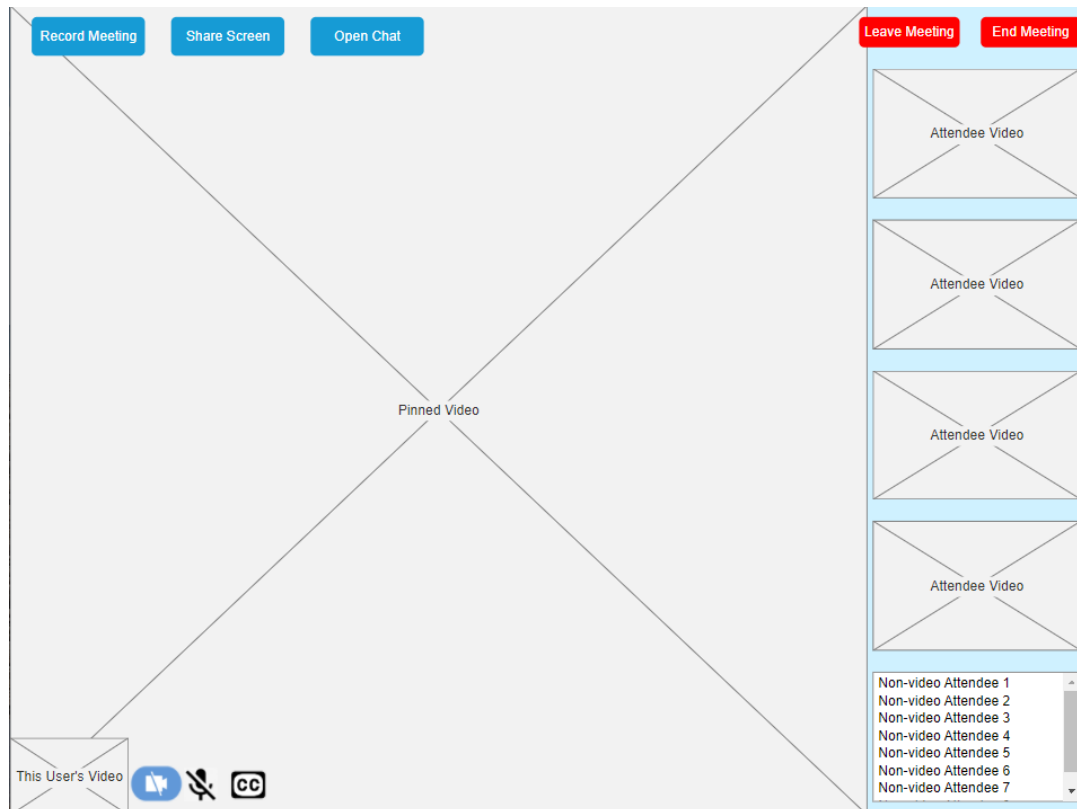 Record Meeting
Share Screen
Open Chat
Leave Meeting
End Meeting
Attendee Video
Attendee Video
Pinned Video
Attendee Video
Attendee Video
Non-video Attendee 1
Non-video Attendee 2
Non-video Attendee 3
Non-video Attendee 4
Non-video Attendee 5
Non-video Attendee 6
Non-video Attendee 7
This User's Video
CC